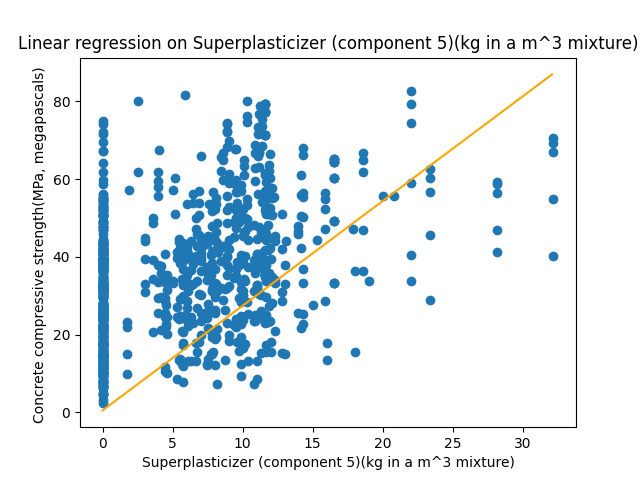 Linear regression on Superplasticizer (component 5)(kg in a m^3 mixture)
Concrete compressive strength(MPa, megapascals)
80
60
40
20
0
0 5 10 15 20 25 30
Superplasticizer (component 5)(kg in a m^3 mixture)